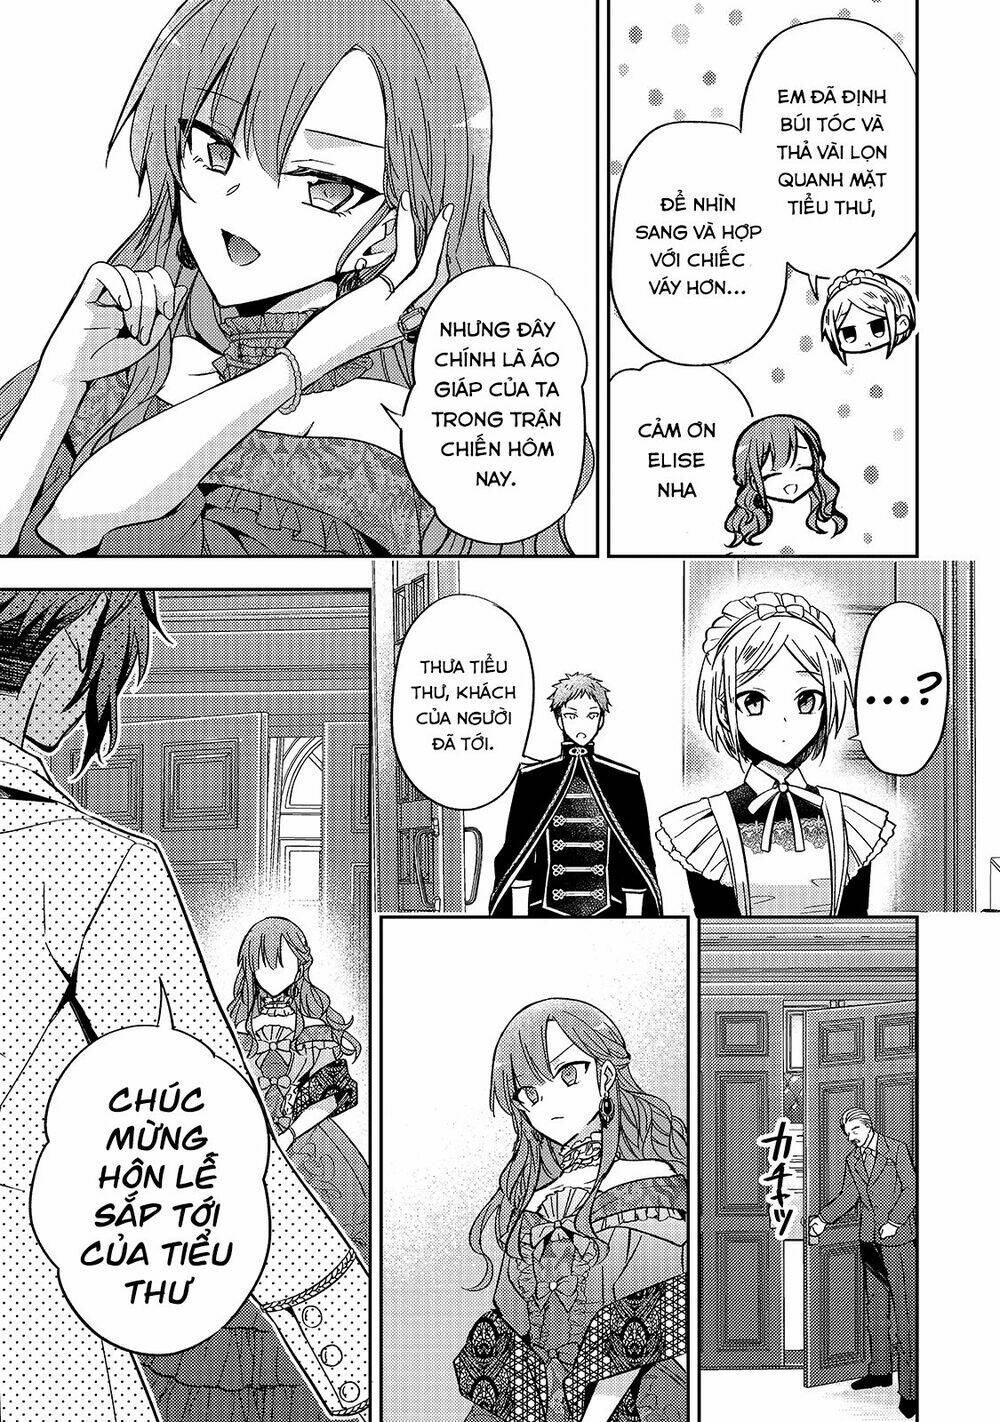 EM ĐÃ ĐỊNH
BÚI TÓC VÀ
THẢ VÀI LỌN
QUANH MẶT
TIỂU THƯ,
ĐỂ NHÌN
SANG VÀ HỢP
VỚI CHIẾC
VÁY HƠN...
CẢM ƠN
ELISE
NHA
NHƯNG ĐÂY
CHÍNH LÀ ÁO
GIÁP CỦA TA
TRONG TRẬN
CHIẾN HÔM
NAY.
....?
THƯA TIỂU
THƯ, KHÁCH
CỦA NGƯỜI
ĐÃ TỚI.
ガチャッ
CHÚC
MỪNG
HÔN LỄ
SẮP TỚI
CỦA TIỂU
THƯ